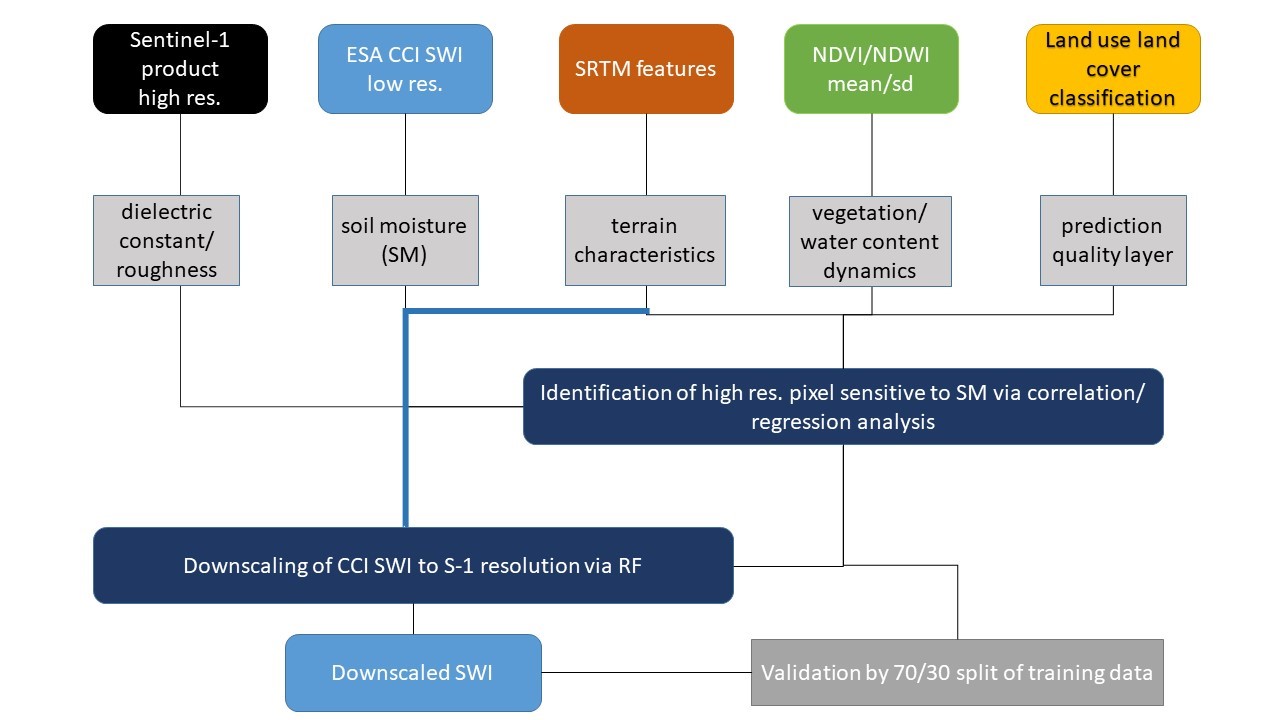 Sentinel-1
product
high res.
ESA CCI SWI
low res.
SRTM features
NDVI/NDWI
mean/sd
Land use land
cover
classification
dielectric
constant/
roughness
soil moisture
(SM)
terrain
characteristics
vegetation/
water content
dynamics
prediction
quality layer
Identification of high res. pixel sensitive to SM via correlation/
regression analysis
Downscaling of CCI SWI to S-1 resolution via RF
Downscaled SWI
Validation by 70/30 split of training data